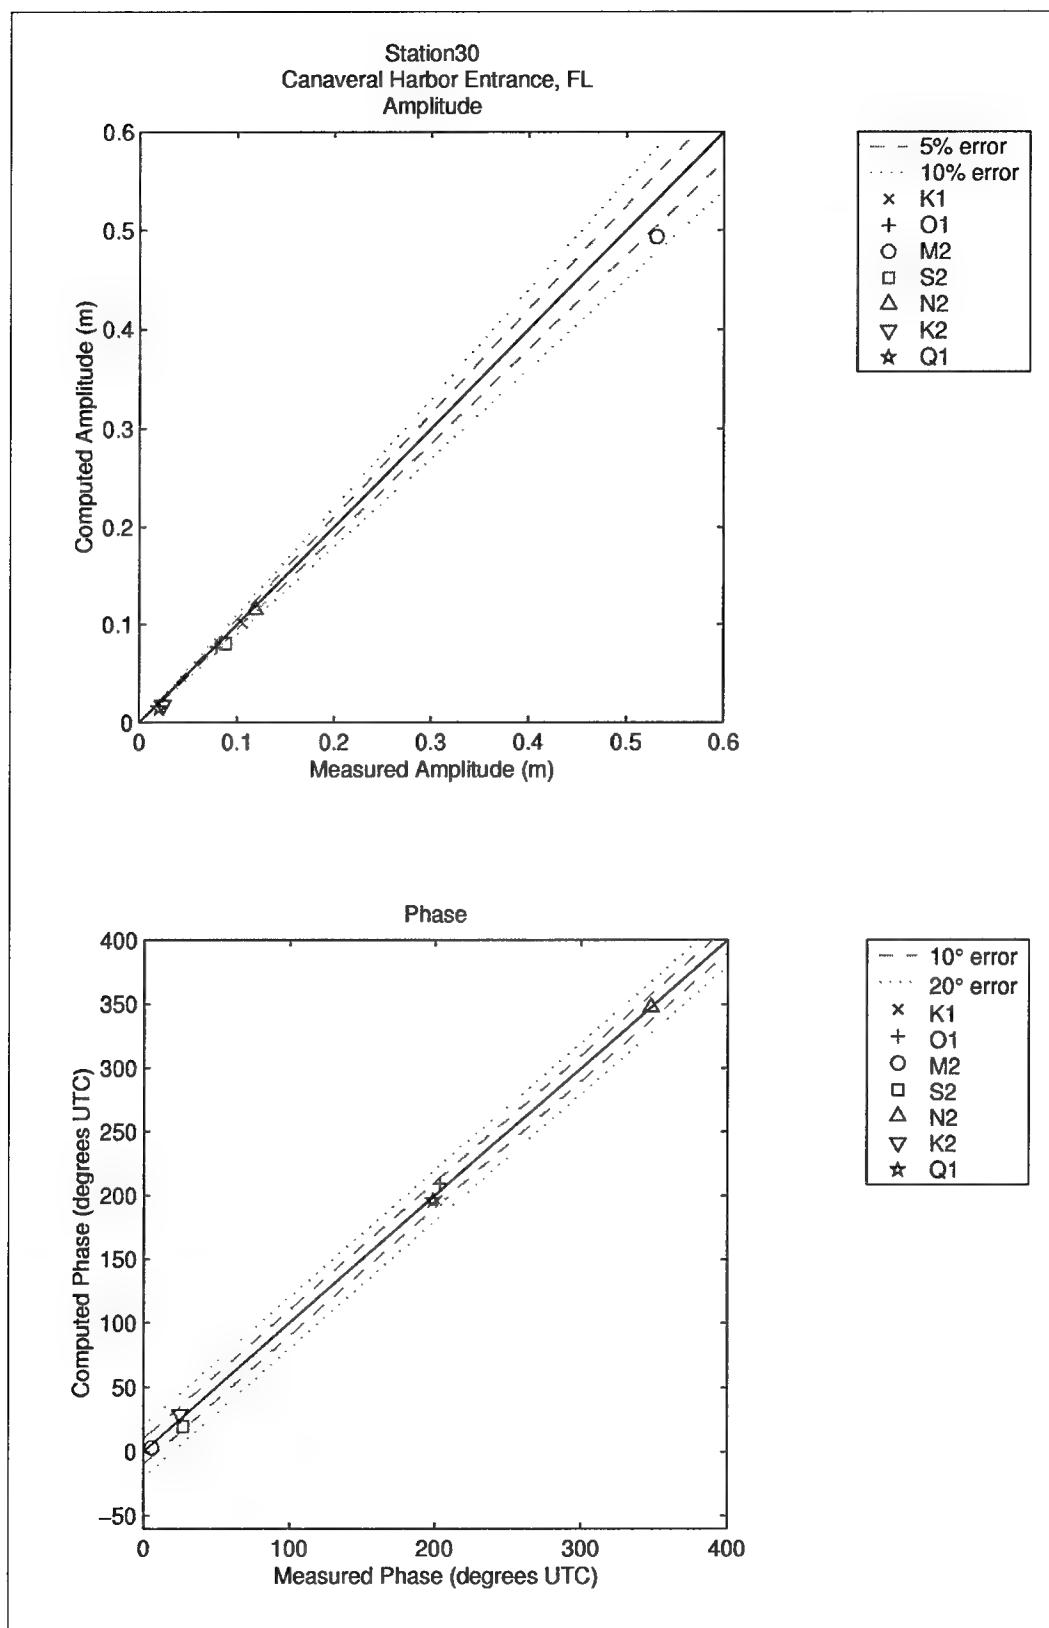 Station30
Canaveral Harbor Entrance, FL
Amplitude
0.6
0.5
0.4
0.3
0.2
0.1
0
Computed Amplitude (m)
0 0.1 0.2 0.3 0.4 0.5 0.6
Measured Amplitude (m)
5% error
10% error
K1
O1
M2
S2
N2
K2
Q1
Phase
400
350
300
250
200
150
100
50
0
−50
Computed Phase (degrees UTC)
0 100 200 300 400
Measured Phase (degrees UTC)
10° error
20° error
K1
O1
M2
S2
N2
K2
Q1